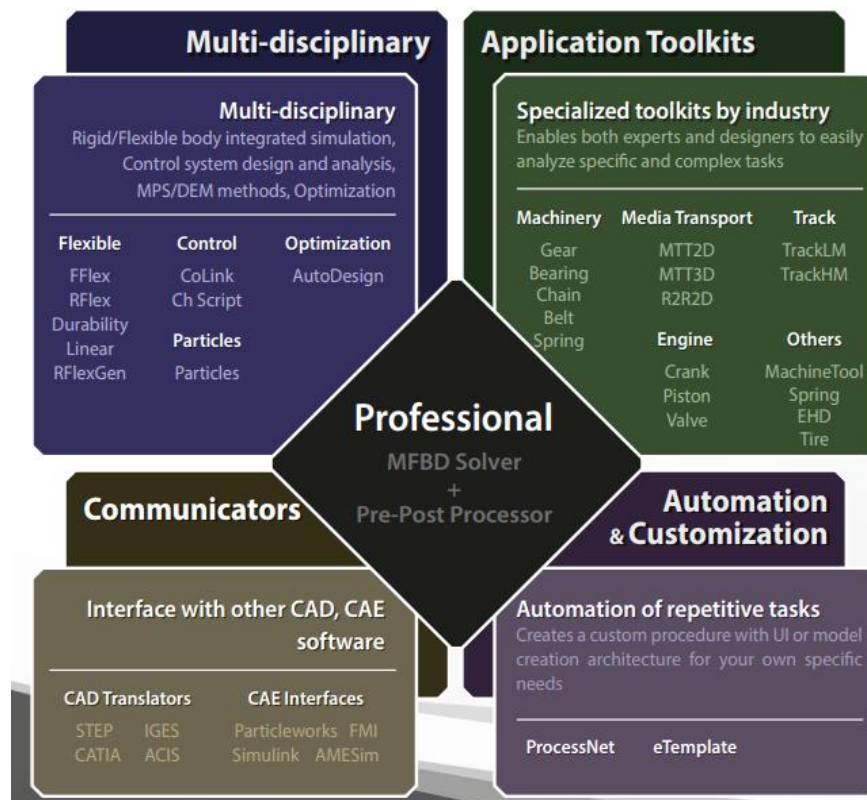 Multi-disciplinary
Multi-disciplinary
Rigid/Flexible body integrated simulation,
Control system design and analysis,
MPS/DEM methods, Optimization
Flexible
FFlex
RFlex
Durability
Linear
RFlexGen
Control
CoLink
Ch Script
Particles
Particles
Optimization
AutoDesign
Application Toolkits
Specialized toolkits by industry
Enables both experts and designers to easily
analyze specific and complex tasks
Machinery
Gear
Bearing
Chain
Belt
Spring
Media Transport
MTT2D
MTT3D
R2R2D
Track
TrackLM
TrackHM
Engine
Crank
Piston
Valve
Others
MachineTool
Spring
EHD
Tire
Professional
MFBD Solver
+
Pre-Post Processor
Communicators
Interface with other CAD, CAE
software
CAD Translators
STEP IGES
CATIA ACIS
CAE Interfaces
Particleworks FMI
Simulink AMESim
Automation
& Customization
Automation of repetitive tasks
Creates a custom procedure with UI or model
creation architecture for your own specific
needs
ProcessNet eTemplate